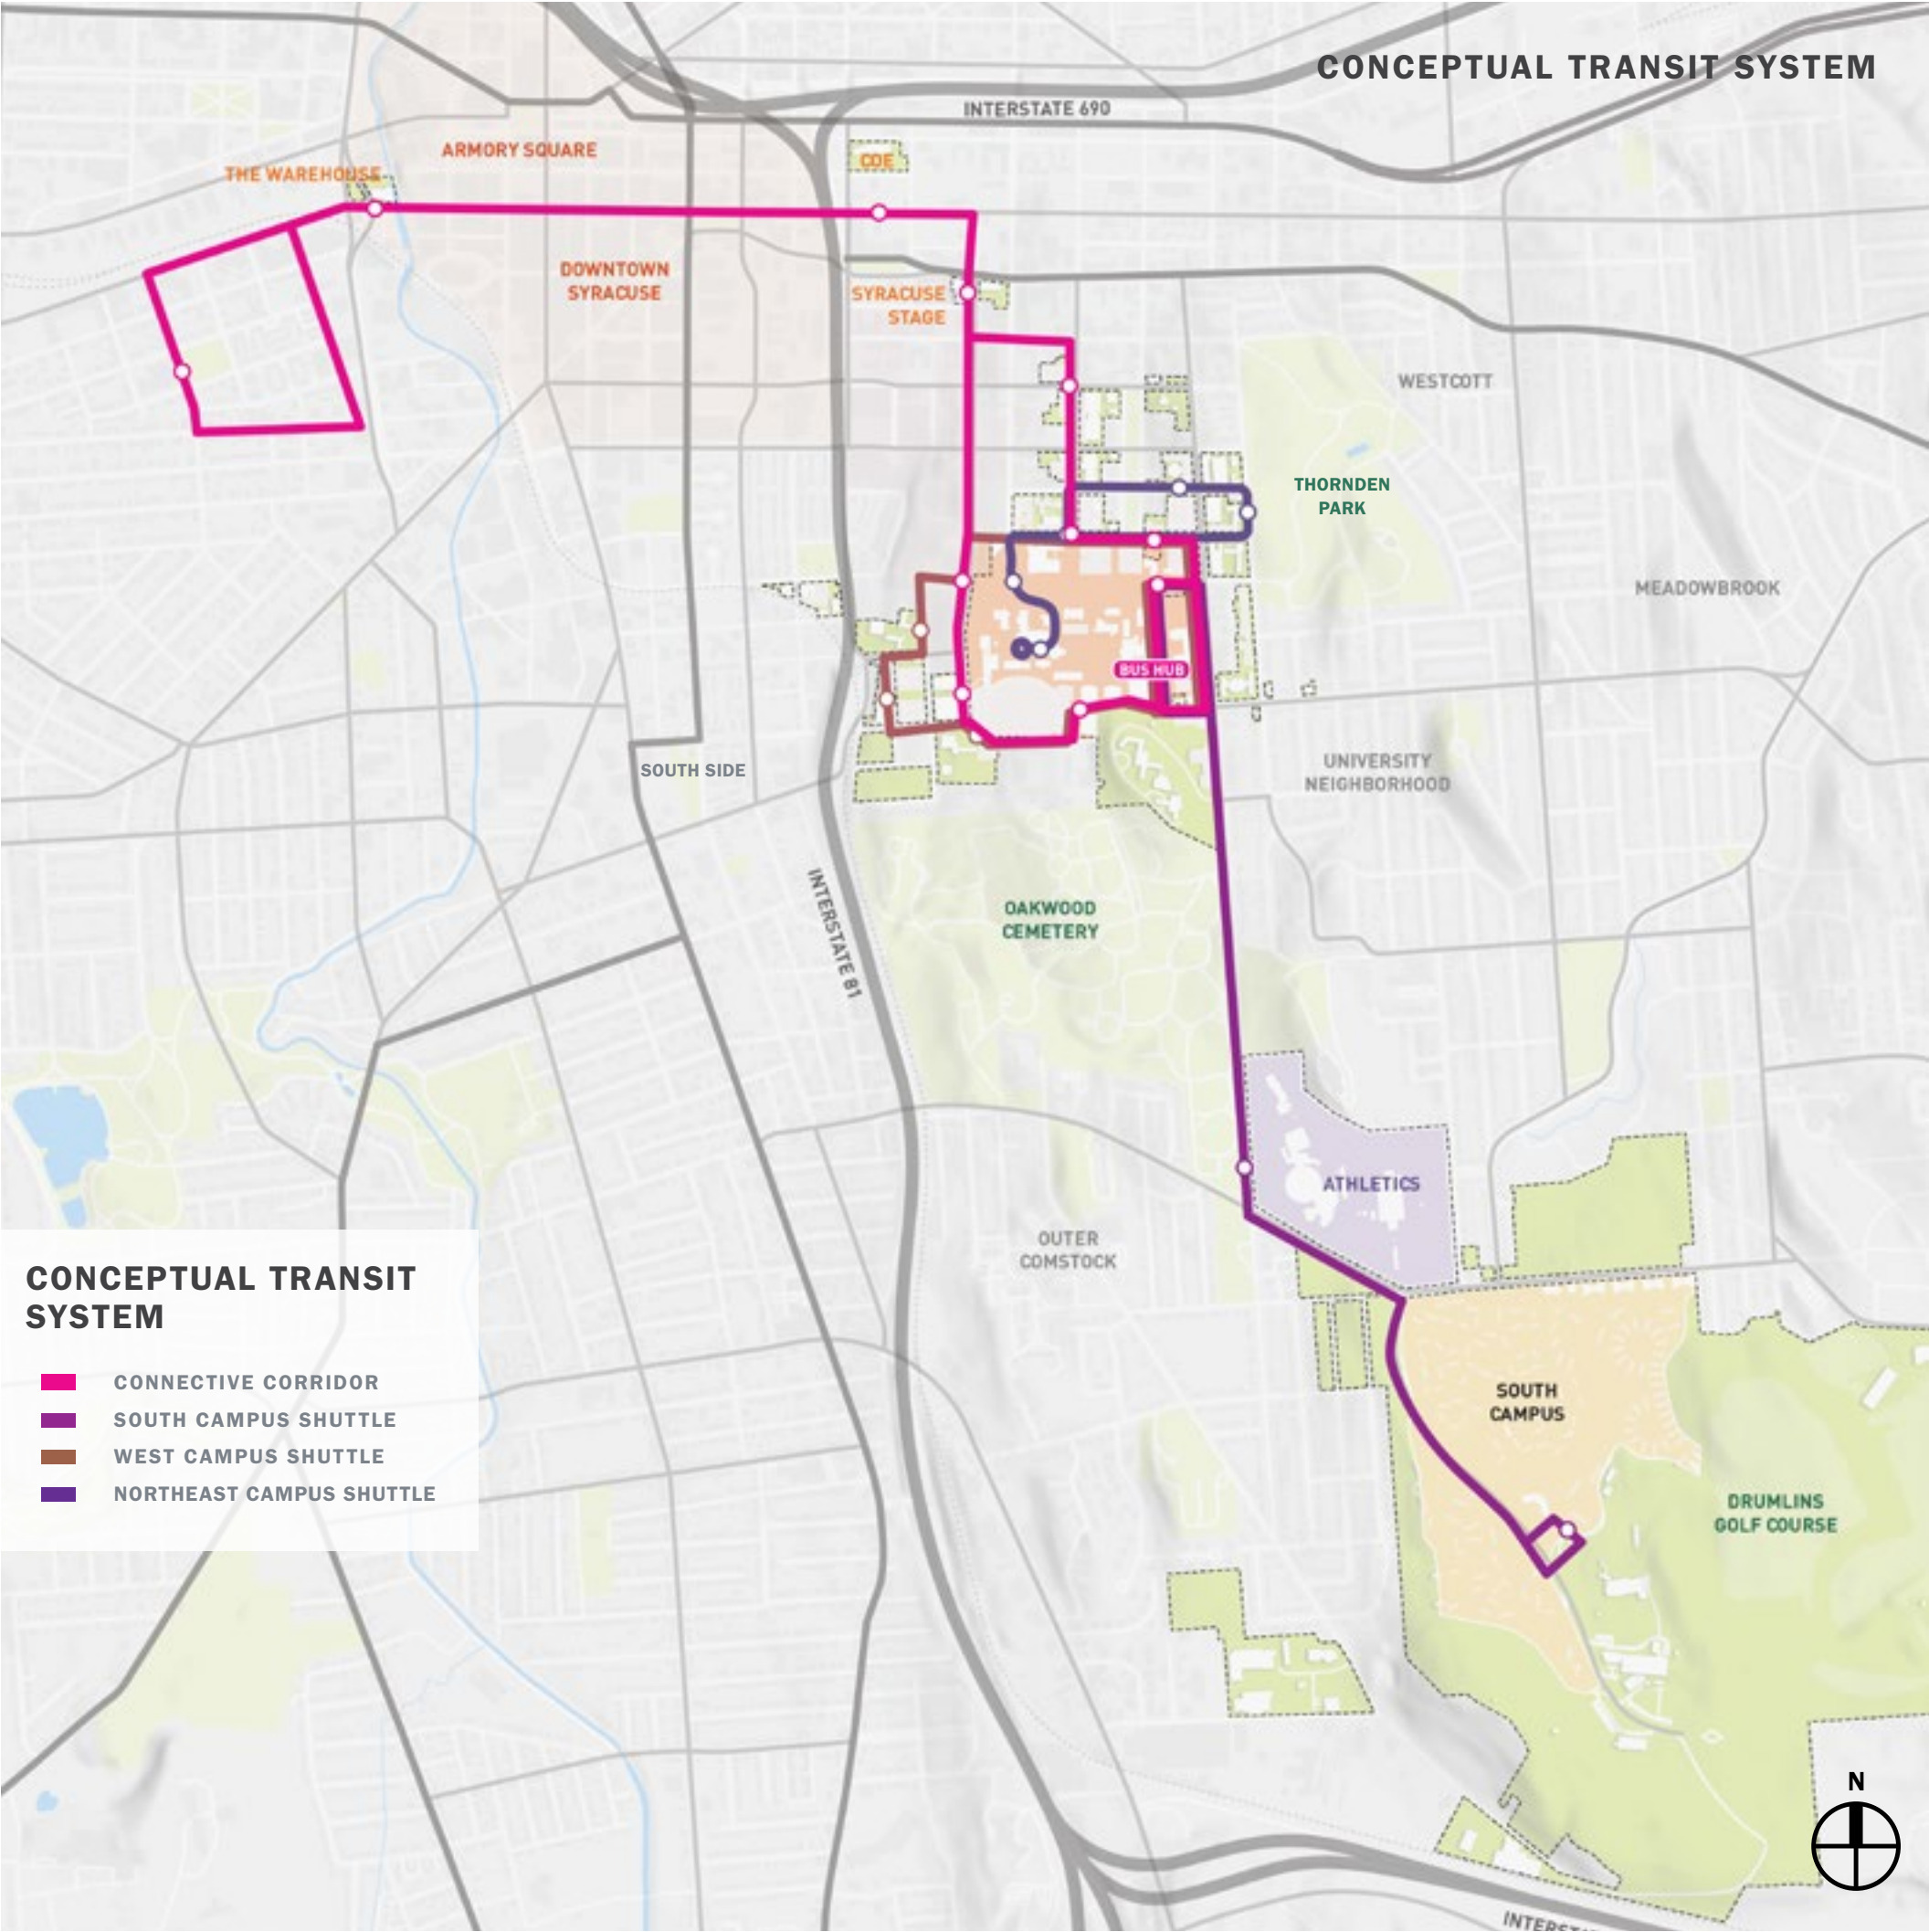 CONCEPTUAL TRANSIT SYSTEM
INTERSTATE 690
ARMORY SQUARE
COE
THE WAREHOUSE
DOWNTOWN
SYRACUSE
SYRACUSE
STAGE
WESTCOTT
THORNDEN
PARK
MEADOWBROOK
BUS HUB
SOUTH SIDE
UNIVERSITY
NEIGHBORHOOD
INTERSTATE 81
OAKWOOD
CEMETERY
ATHLETICS
OUTER
COMSTOCK
CONCEPTUAL TRANSIT
SYSTEM
CONNECTIVE CORRIDOR
SOUTH CAMPUS SHUTTLE
WEST CAMPUS SHUTTLE
NORTHEAST CAMPUS SHUTTLE
SOUTH
CAMPUS
DRUMLINS
GOLF COURSE
N